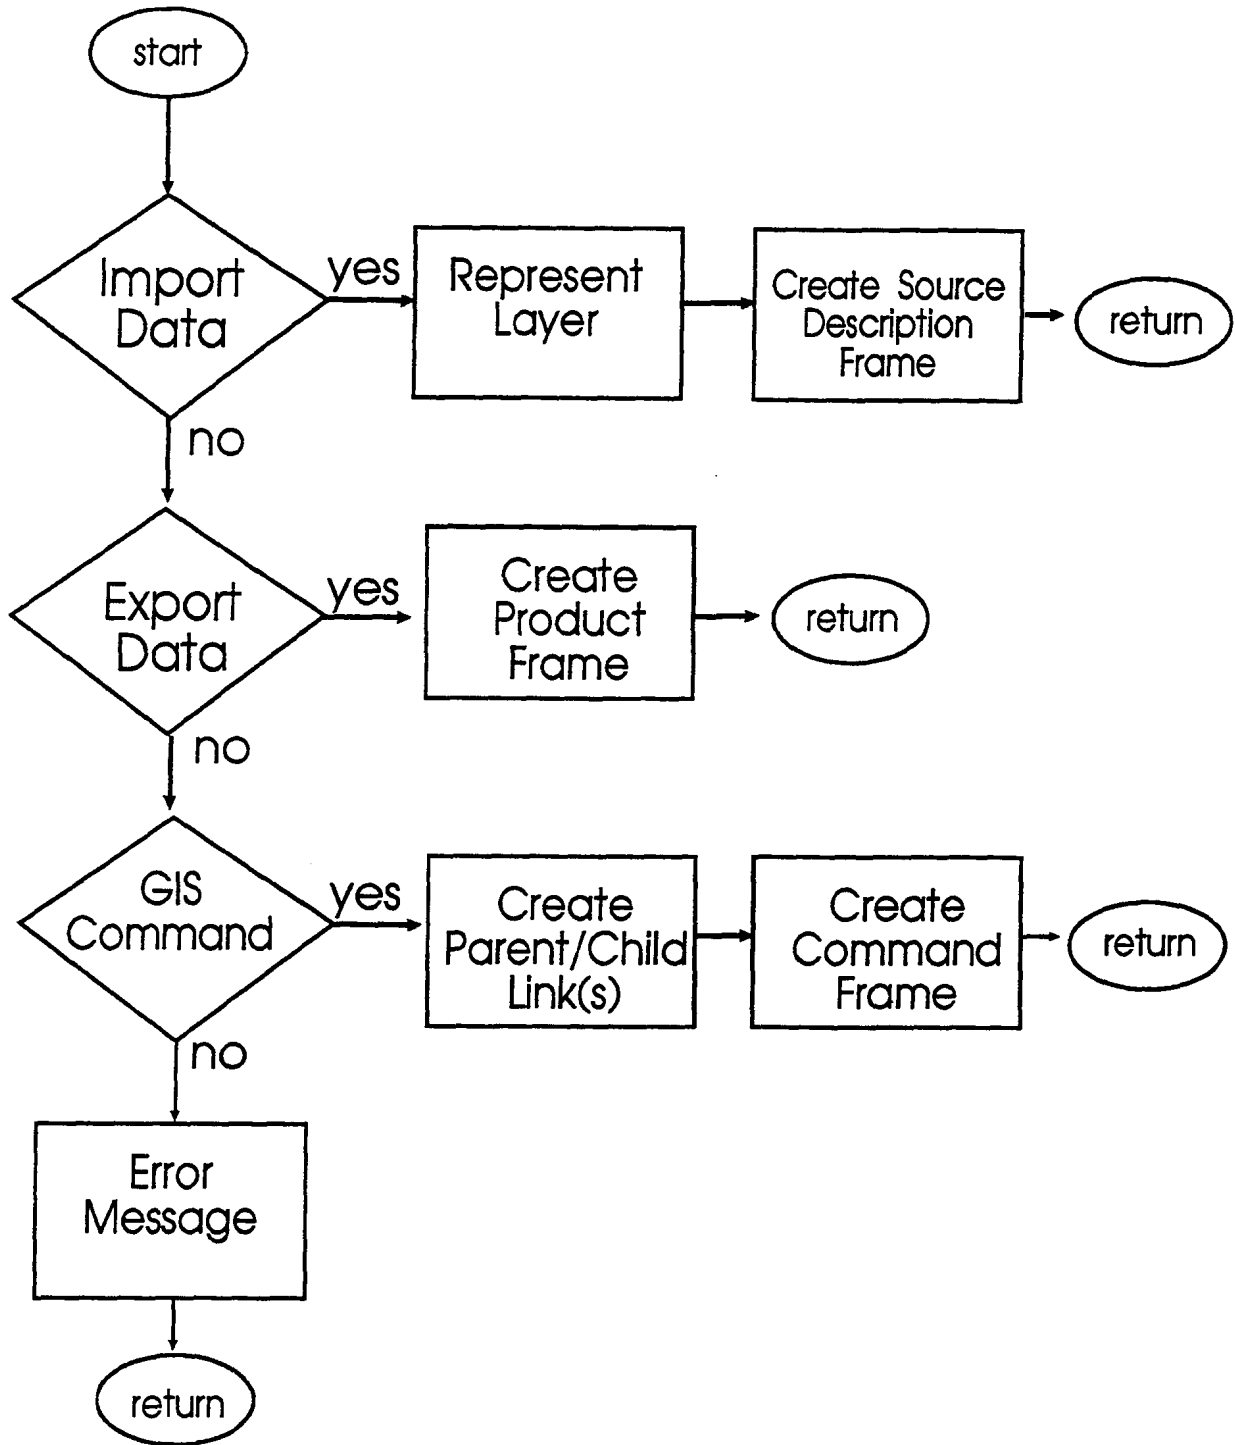 start
Import
Data
yes
Represent
Layer
Create Source
Description
Frame
return
no
Export
Data
yes
Create
Product
Frame
return
no
GIS
Command
yes
Create
Parent/Child
Link(s)
Create
Command
Frame
return
no
Error
Message
return